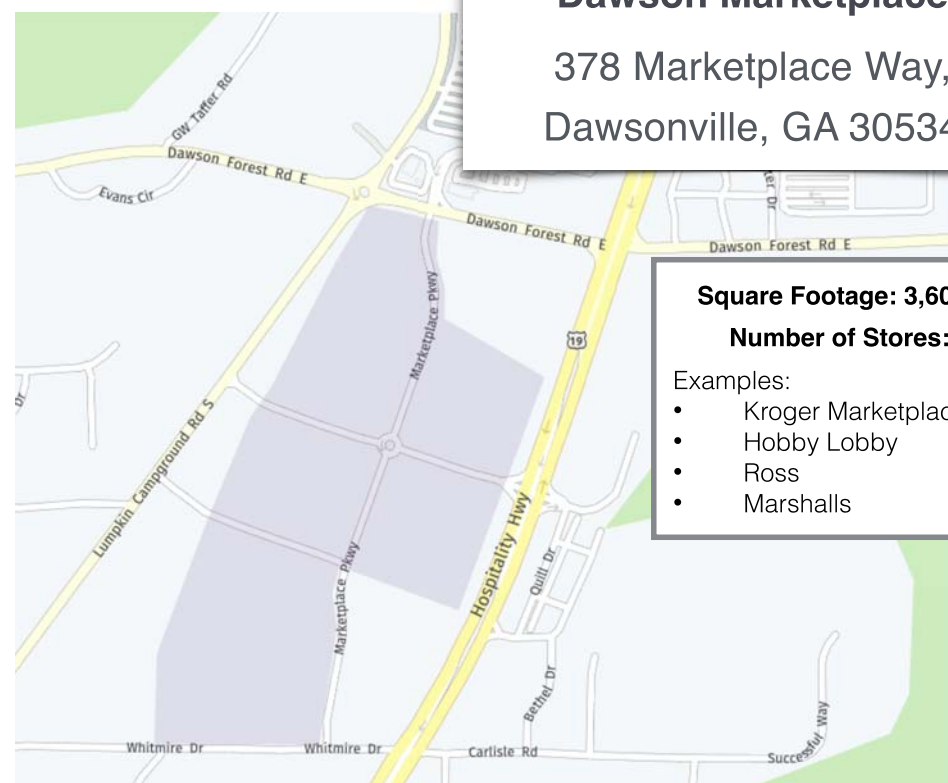 Dawson Marketplace
378 Marketplace Way,
Dawsonville, GA 30534
GW Taffer Rd
Dawson Forest Rd E
Evans Cir
Dawson Forest Rd E
Dawson Forest Rd E
Marketplace Pkwy
19
Square Footage: 3,60
Number of Stores:
Examples:
• Kroger Marketplac
• Hobby Lobby
• Ross
• Marshalls
Dr
Lumpkin Campground Rd S
Hospitality Hwy
Quill Dr
Marketplace Pkwy
Bethel Dr
Successful Way
Whitmire Dr
Whitmire Dr
Carlisle Rd